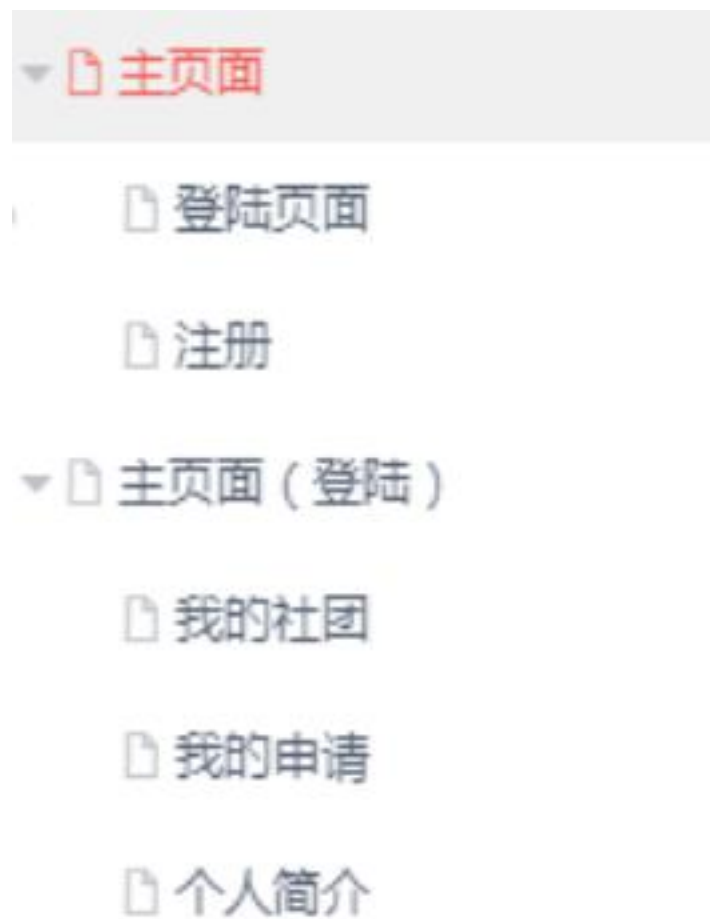 主页面
登陆页面
注册
主页面（登陆）
我的社团
我的申请
个人简介